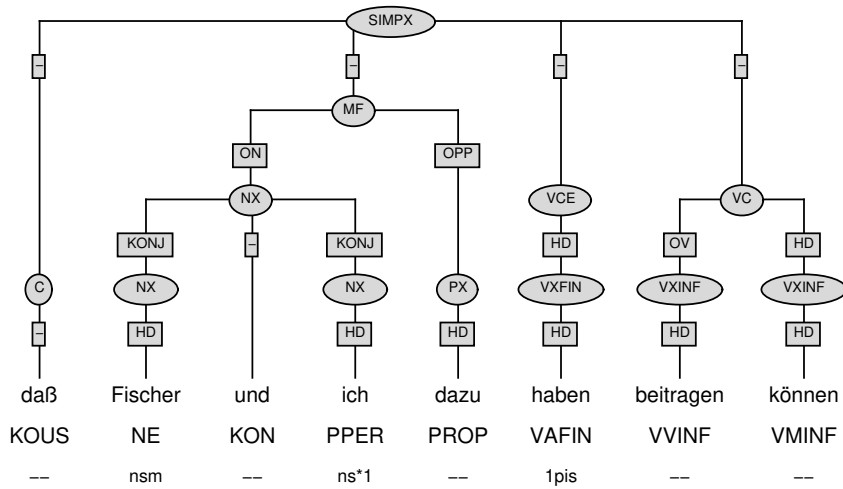 SIMPX
– – – –
MF
ON OPP
NX VCE VC
KONJ – KONJ HD OV HD
C NX NX PX VXFIN VXINF VXINF
– HD HD HD HD HD HD
daß Fischer und ich dazu haben beitragen können
KOUS NE KON PPER PROP VAFIN VVINF VMINF
–– nsm –– ns*1 –– 1pis –– ––